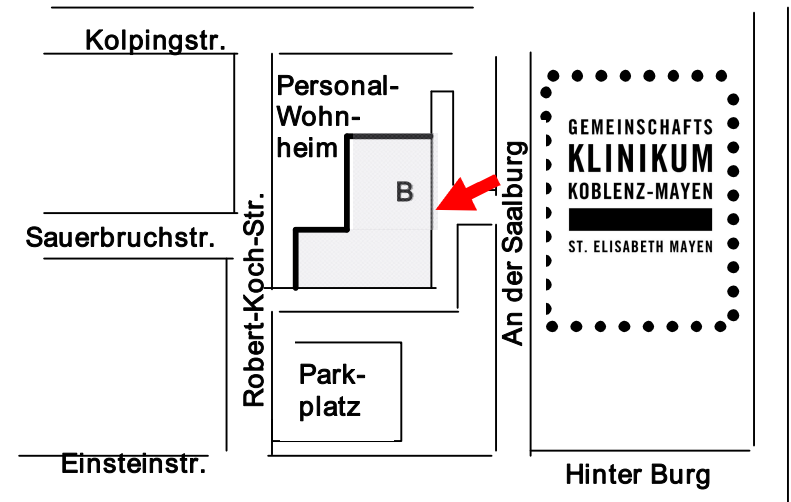 Kolpingstr.
Personal-
Wohn-
heim
B
Sauerbruchstr.
Robert-Koch-Str.
An der Saalburg
GEMEINSCHAFTS
KLINIKUM
KOBLENZ-MAYEN
ST. ELISABETH MAYEN
Park-
platz
Einsteinstr.
Hinter Burg